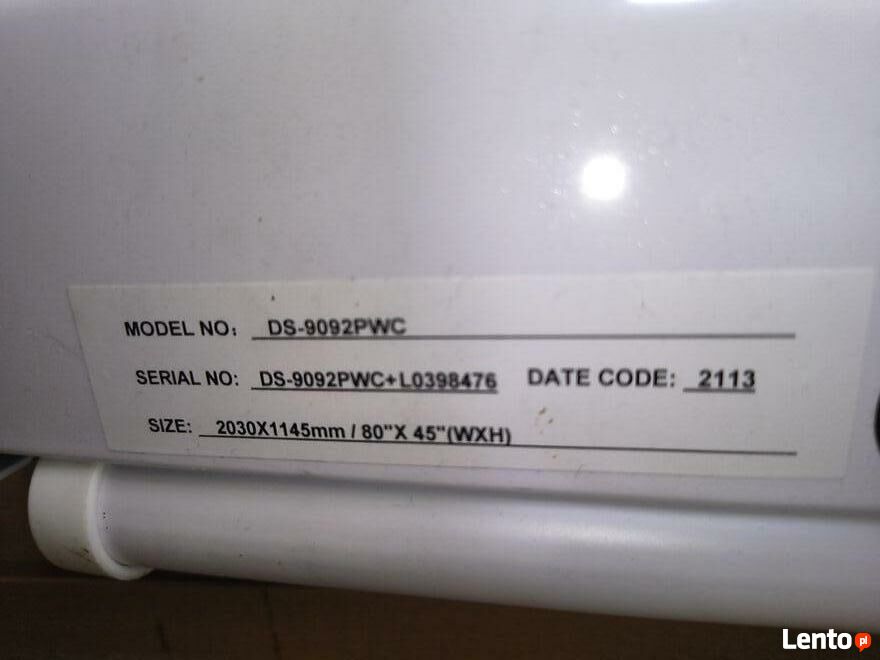 MODEL NO: DS-9092PWC
SERIAL NO: DS-9092PWC+L0398476 DATE CODE: 2113
SIZE: 2030X1145mm / 80"X 45"(WXH)
Lento pl